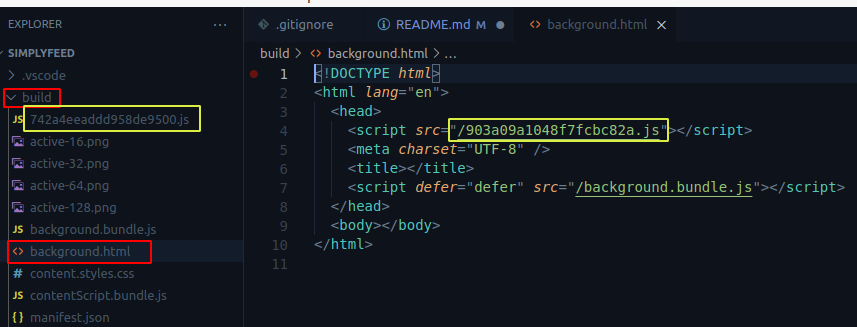 EXPLORER ...
.gitignore
README.md M
background.html
SIMPLYFEED
build > background.html > ...
.vscode
build
JS 742a4eeaddd958de9500.js
active-16.png
active-32.png
active-64.png
active-128.png
JS background.bundle.js
<> background.html
# content.styles.css
JS contentScript.bundle.js
manifest.json
1 <!DOCTYPE html>
2 <html lang="en">
3 <head>
4 <script src="/903a09a1048f7fcbc82a.js"></script>
5 <meta charset="UTF-8" />
6 <title></title>
7 <script defer="defer" src="/background.bundle.js"></script>
8 </head>
9 <body></body>
10 </html>
11